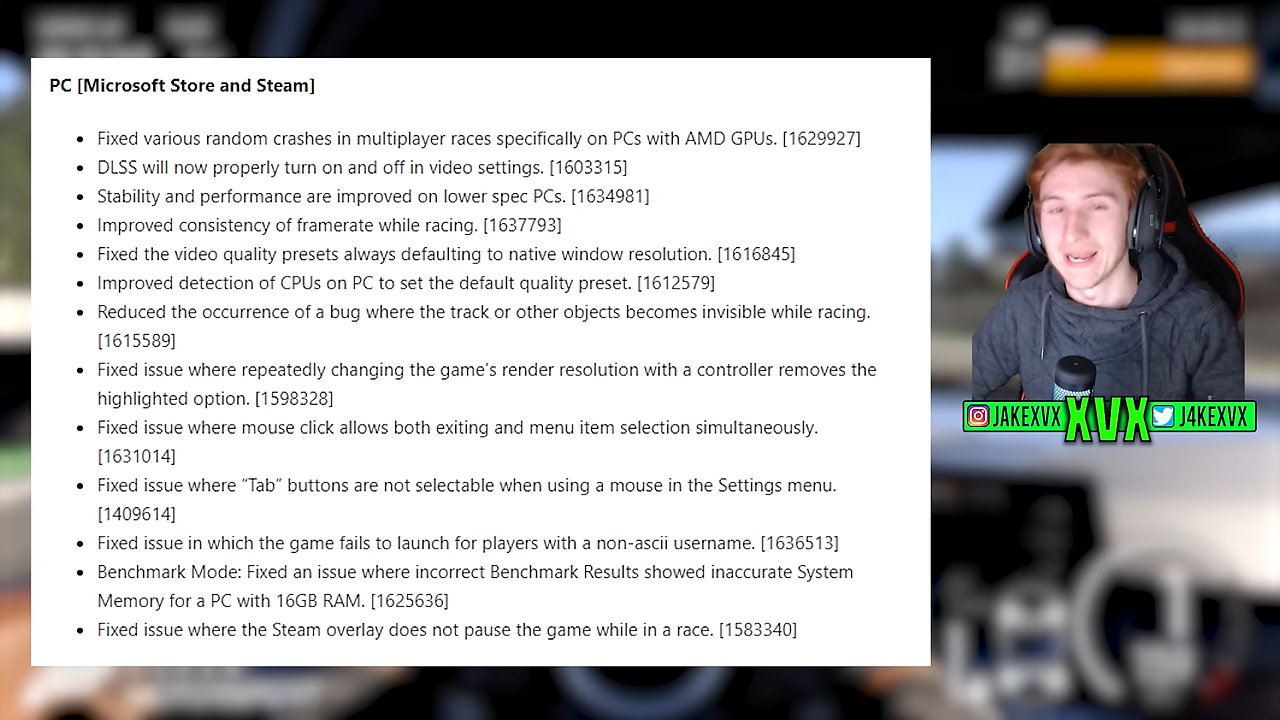 PC [Microsoft Store and Steam]
Fixed various random crashes in multiplayer races specifically on PCs with AMD GPUs. [1629927]
DLSS will now properly turn on and off in video settings. [1603315]
Stability and performance are improved on lower spec PCs. [1634981]
Improved consistency of framerate while racing. [1637793]
Fixed the video quality presets always defaulting to native window resolution. [1616845]
Improved detection of CPUs on PC to set the default quality preset. [1612579]
Reduced the occurrence of a bug where the track or other objects becomes invisible while racing.
[1615589]
Fixed issue where repeatedly changing the game’s render resolution with a controller removes the
highlighted option. [1598328]
Fixed issue where mouse click allows both exiting and menu item selection simultaneously.
[1631014]
Fixed issue where “Tab” buttons are not selectable when using a mouse in the Settings menu.
[1409614]
Fixed issue in which the game fails to launch for players with a non-ascii username. [1636513]
Benchmark Mode: Fixed an issue where incorrect Benchmark Results showed inaccurate System
Memory for a PC with 16GB RAM. [1625636]
Fixed issue where the Steam overlay does not pause the game while in a race. [1583340]
JAKEXVX XVX J4KEXVX